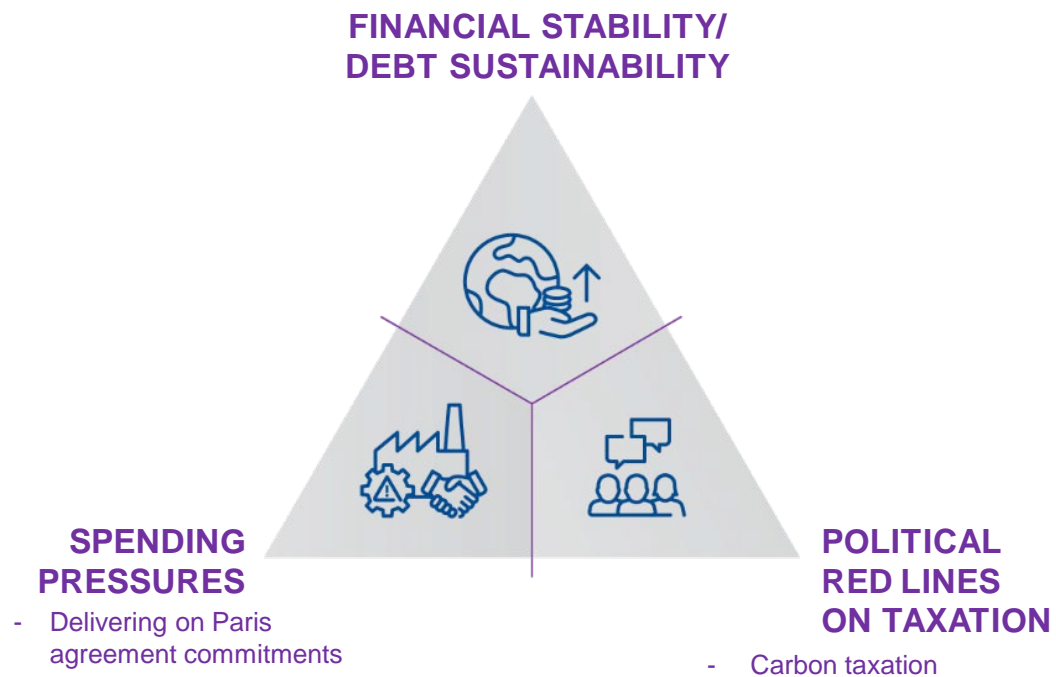 FINANCIAL STABILITY/
DEBT SUSTAINABILITY
SPENDING
PRESSURES
- Delivering on Paris
agreement commitments
POLITICAL
RED LINES
ON TAXATION
- Carbon taxation